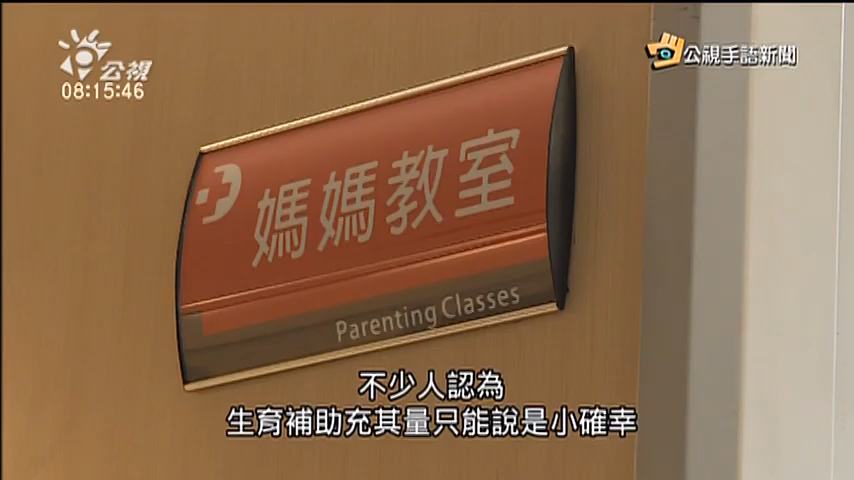 公視
08:15:46
公視手語新聞
媽媽教室
Parenting Classes
不少人認為
生育補助充其量只能說是小確幸